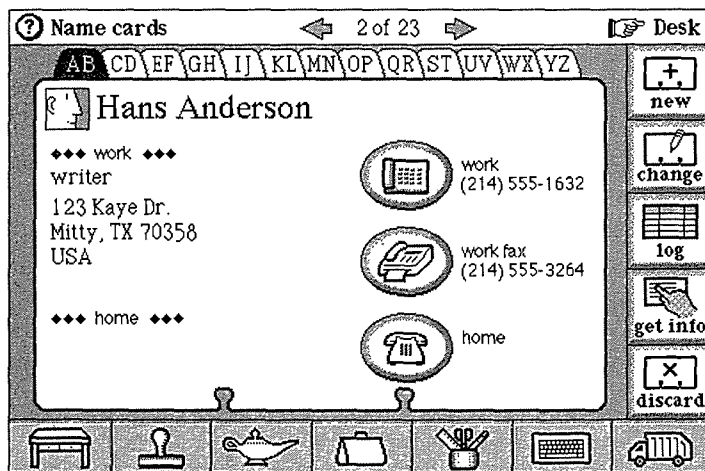 ? Name cards 2 of 23 Desk
AB CD EF GH IJ KL MN OP QR ST UV WX YZ
Hans Anderson
◆◆◆ work ◆◆◆
writer
123 Kaye Dr.
Mitty, TX 70358
USA
◆◆◆ home ◆◆◆
work
(214) 555-1632
work fax
(214) 555-3264
home
new
change
log
get info
discard